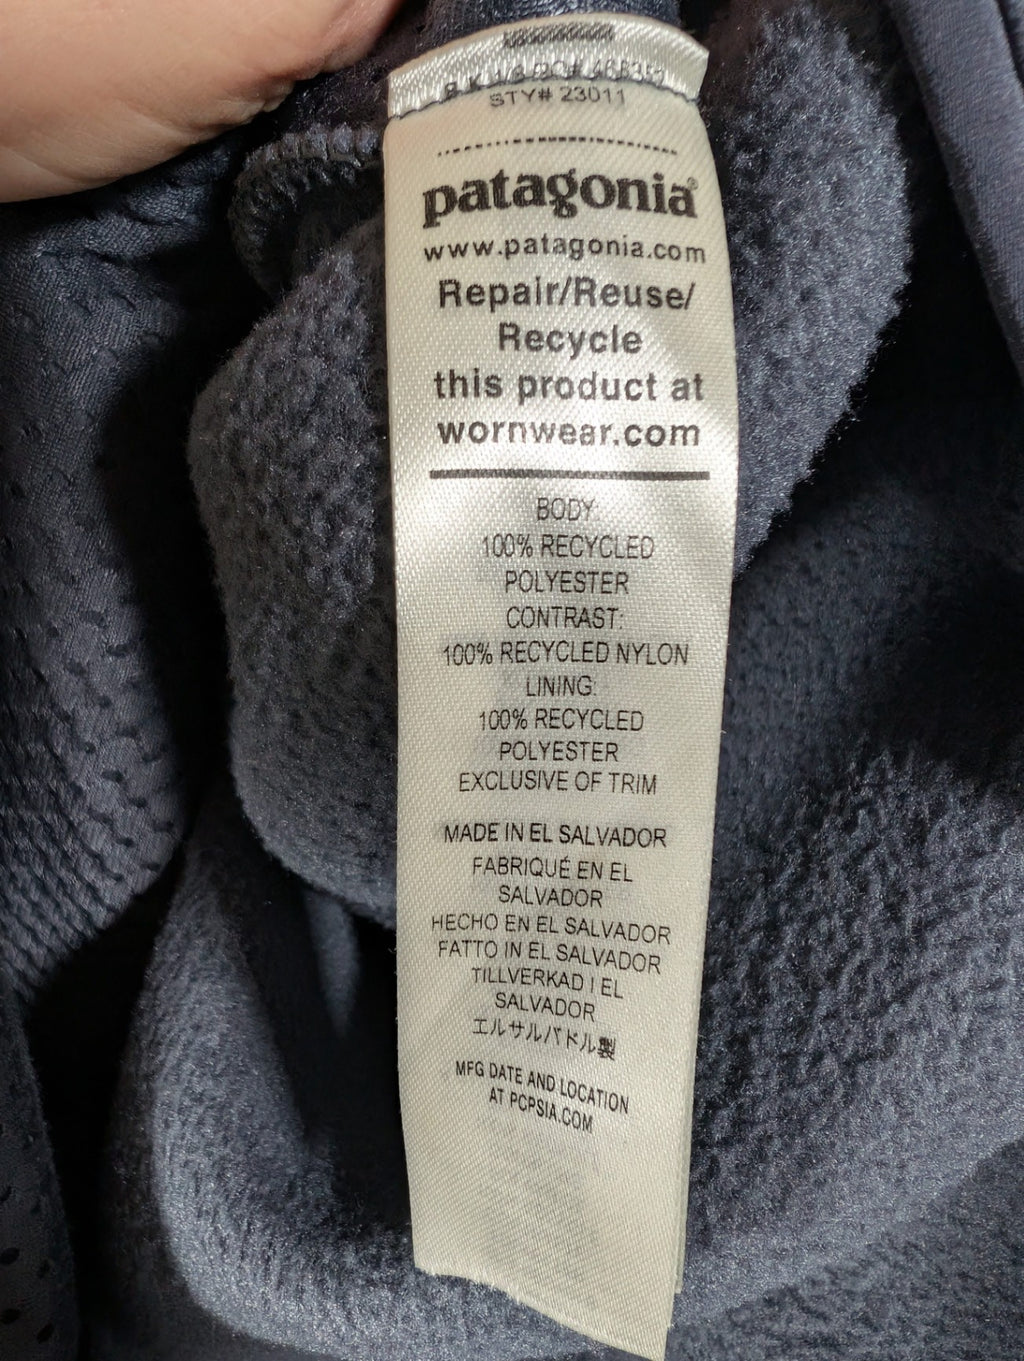 STY# 23011
patagonia®
www.patagonia.com
Repair/Reuse/
Recycle
this product at
wornwear.com
BODY:
100% RECYCLED
POLYESTER
CONTRAST:
100% RECYCLED NYLON
LINING:
100% RECYCLED
POLYESTER
EXCLUSIVE OF TRIM
MADE IN EL SALVADOR
FABRIQUÉ EN EL
SALVADOR
HECHO EN EL SALVADOR
FATTO IN EL SALVADOR
TILLVERKAD I EL
SALVADOR
エルサルバドル製
MFG DATE AND LOCATION
AT PCPSIA.COM